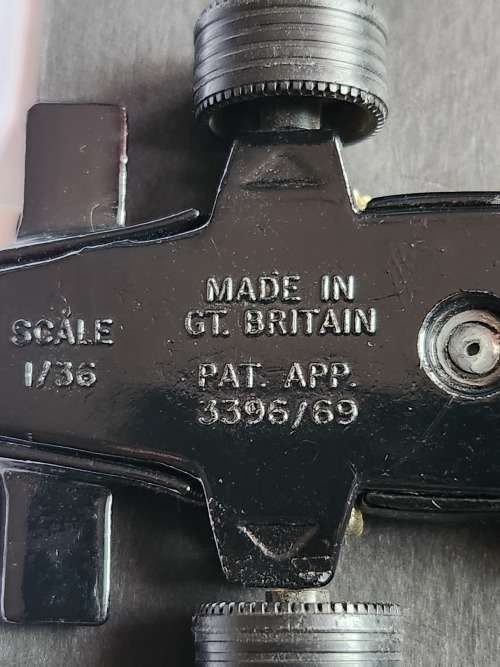 SCALE
1/36
MADE IN
GT. BRITAIN
PAT. APP.
3396/69